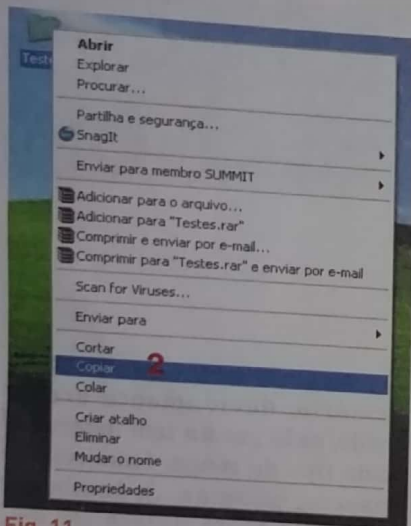 Abrir
Explorar
Procurar...
Partilha e segurança...
SnagIt
Enviar para membro SUMMIT
Adicionar para o arquivo...
Adicionar para "Testes.rar"
Comprimir e enviar por e-mail...
Comprimir para "Testes.rar" e enviar por e-mail
Scan for Viruses...
Enviar para
Cortar
Copiar 2
Colar
Criar atalho
Eliminar
Mudar o nome
Propriedades
Fig. 11